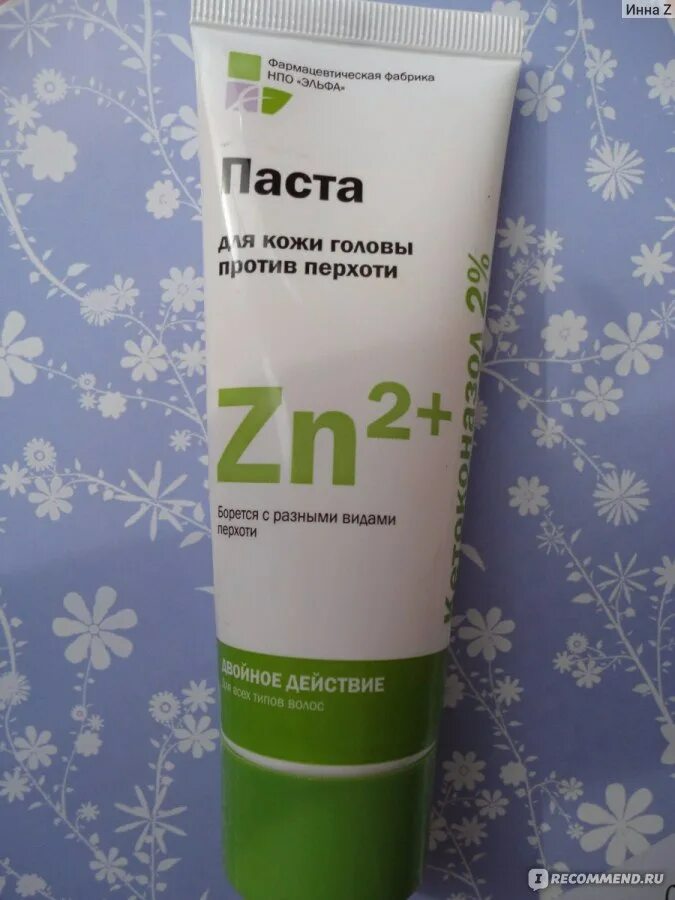 Инна Z
Фармацевтическая фабрика
НПО «ЭЛЬФА»
Паста
для кожи головы
против перхоти
Кетоконазол 2%
Zn2+
Борется с разными видами
перхоти
ДВОЙНОЕ ДЕЙСТВИЕ
для всех типов волос
IRECOMMEND.RU